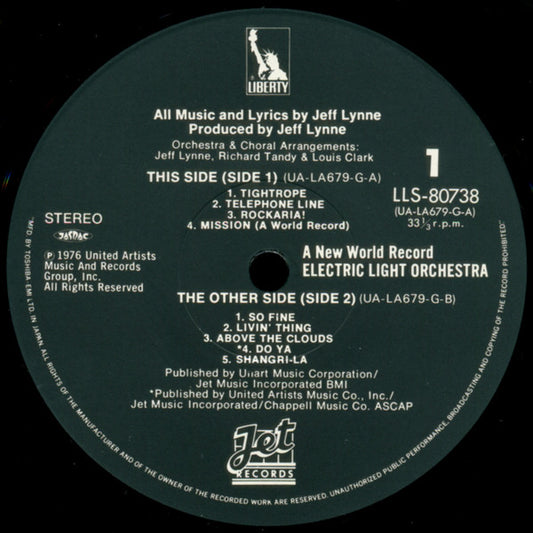 LIBERTY
All Music and Lyrics by Jeff Lynne
Produced by Jeff Lynne
Orchestra & Choral Arrangements:
Jeff Lynne, Richard Tandy & Louis Clark
THIS SIDE (SIDE 1) (UA-LA679-G-A)
1. TIGHTROPE
2. TELEPHONE LINE
3. ROCKARIA!
4. MISSION (A World Record)
1
LLS-80738
(UA-LA679-G-A)
33 1/3 r.p.m.
STEREO
JASRAC
℗ 1976 United Artists
Music And Records
Group, Inc.
All Rights Reserved
A New World Record
ELECTRIC LIGHT ORCHESTRA
THE OTHER SIDE (SIDE 2) (UA-LA679-G-B)
1. SO FINE
2. LIVIN' THING
3. ABOVE THE CLOUDS
*4. DO YA
5. SHANGRI-LA
Published by Unart Music Corporation/
Jet Music Incorporated BMI
*Published by United Artists Music Co., Inc./
Jet Music Incorporated/Chappell Music Co. ASCAP
Jet
RECORDS
"MFD. BY TOSHIBA EMI LTD. IN JAPAN. ALL RIGHTS OF THE MANUFACTURER AND OF THE OWNER OF THE RECORDED WORK ARE RESERVED. UNAUTHORIZED PUBLIC PERFORMANCE, BROADCASTING AND COPYING OF THE RECORD PROHIBITED"